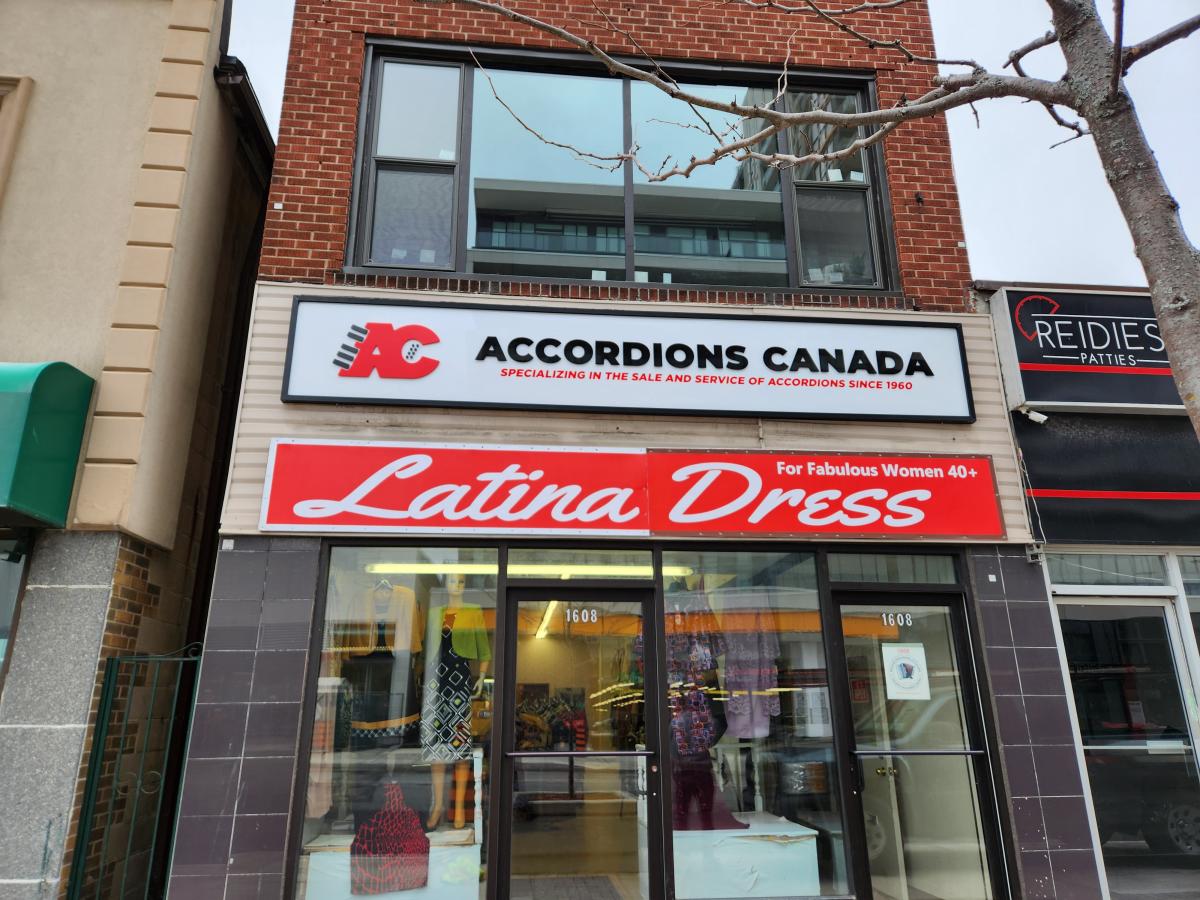 AC
ACCORDIONS CANADA
SPECIALIZING IN THE SALE AND SERVICE OF ACCORDIONS SINCE 1960
REIDIES
PATTIES
For Fabulous Women 40+
Latina Dress
1608
1608